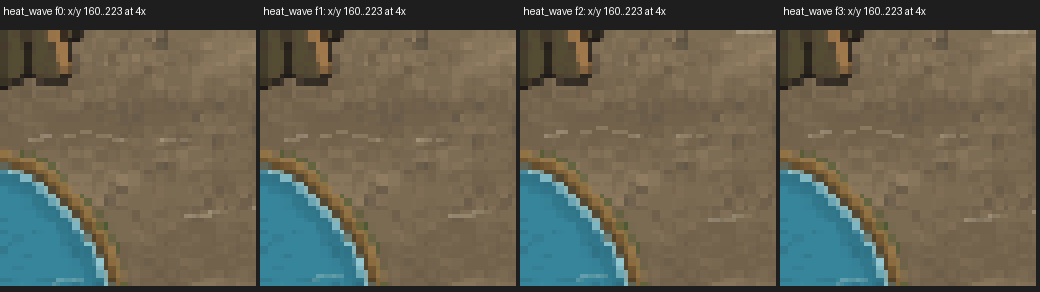 heat_wave f0: x/y 160..223 at 4x
heat_wave f1: x/y 160..223 at 4x
heat_wave f2: x/y 160..223 at 4x
heat_wave f3: x/y 160..223 at 4x